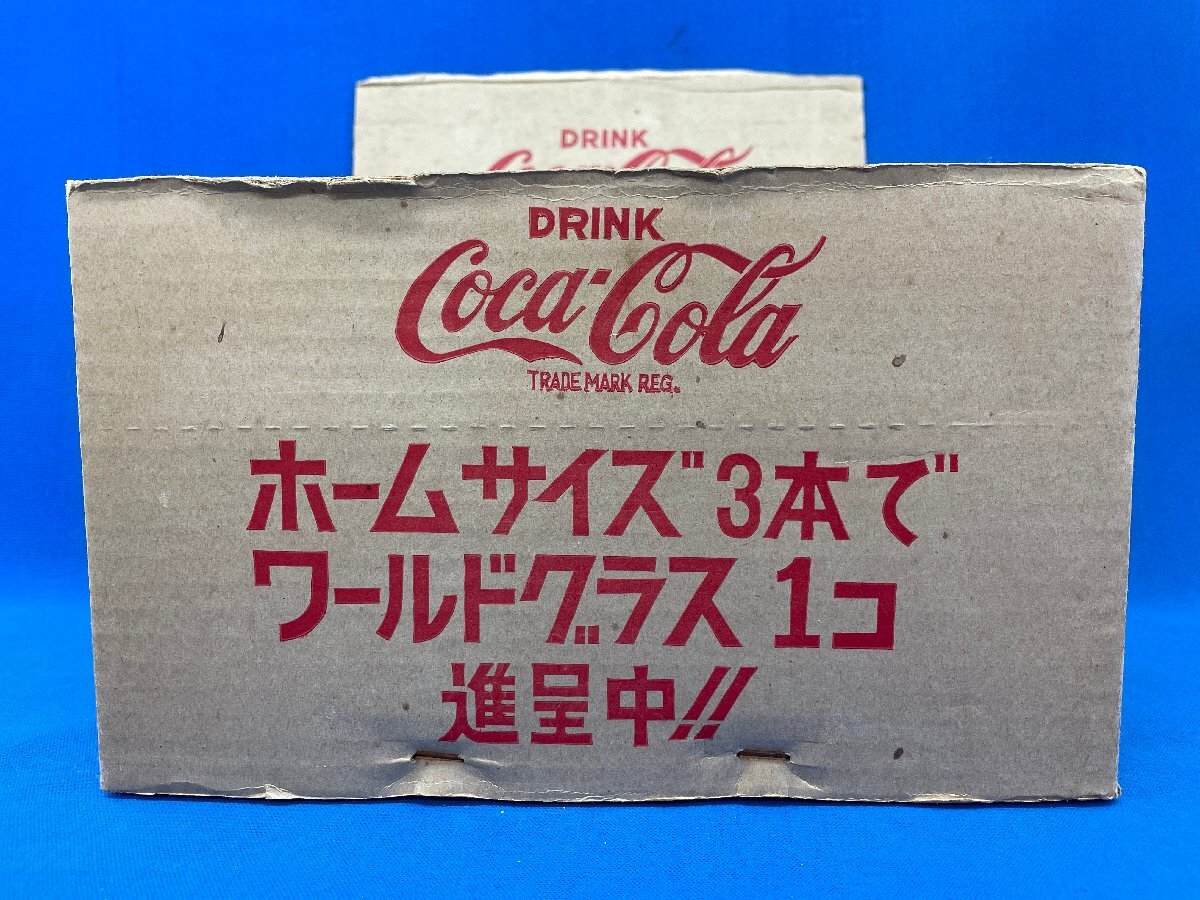 DRINK
Coca-Cola
DRINK
Coca-Cola
TRADE MARK REG.
ホームサイズ"3本で"
ワールドグラス1コ
進呈中!!